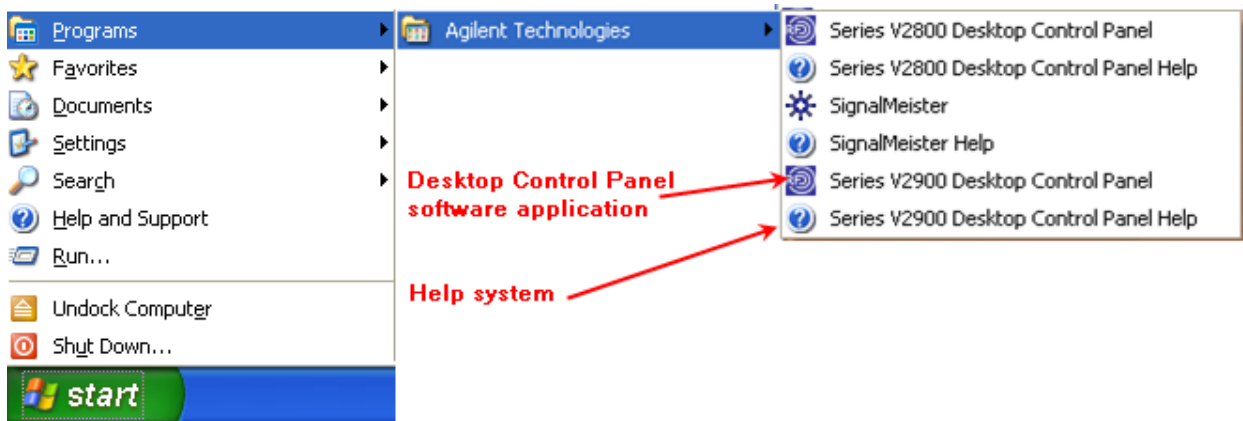 Programs
Favorites
Documents
Settings
Search
Help and Support
Run...
Undock Computer
Shut Down...
start
Agilent Technologies
Desktop Control Panel
software application
Help system
Series V2800 Desktop Control Panel
Series V2800 Desktop Control Panel Help
SignalMeister
SignalMeister Help
Series V2900 Desktop Control Panel
Series V2900 Desktop Control Panel Help